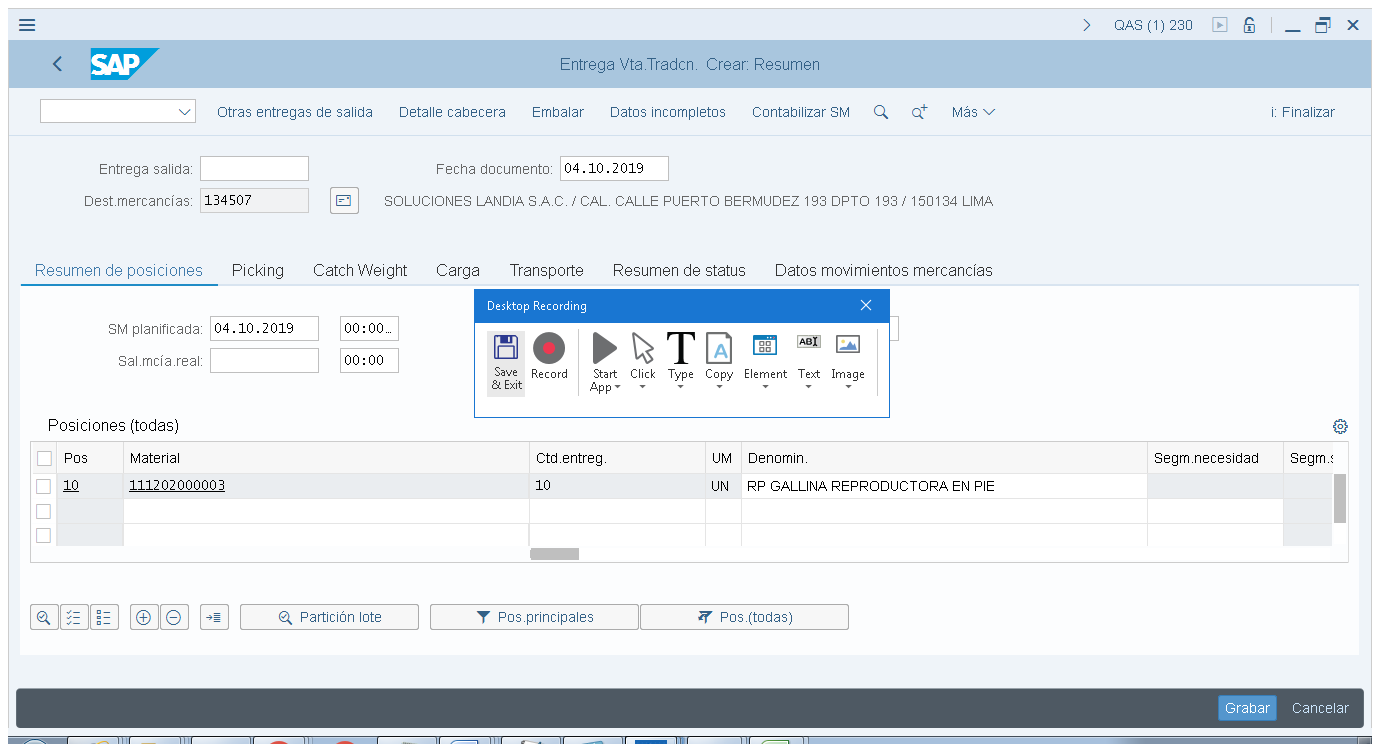 QAS (1) 230
SAP Entrega Vta.Tradcn. Crear: Resumen
Otras entregas de salida Detalle cabecera Embalar Datos incompletos Contabilizar SM Más i: Finalizar
Entrega salida: Fecha documento: 04.10.2019
Dest.mercancías: 134507 SOLUCIONES LANDIA S.A.C. / CAL. CALLE PUERTO BERMUDEZ 193 DPTO 193 / 150134 LIMA
Resumen de posiciones Picking Catch Weight Carga Transporte Resumen de status Datos movimientos mercancías
Desktop Recording
SM planificada: 04.10.2019 00:00..
Sal.mcía.real: 00:00
Save & Exit Record Start App Click Type Copy Element Text Image
Posiciones (todas)
Pos Material Ctd.entreg. UM Denomin. Segm.necesidad Segm.s
10 111202000003 10 UN RP GALLINA REPRODUCTORA EN PIE
Partición lote Pos.principales Pos.(todas)
Grabar Cancelar